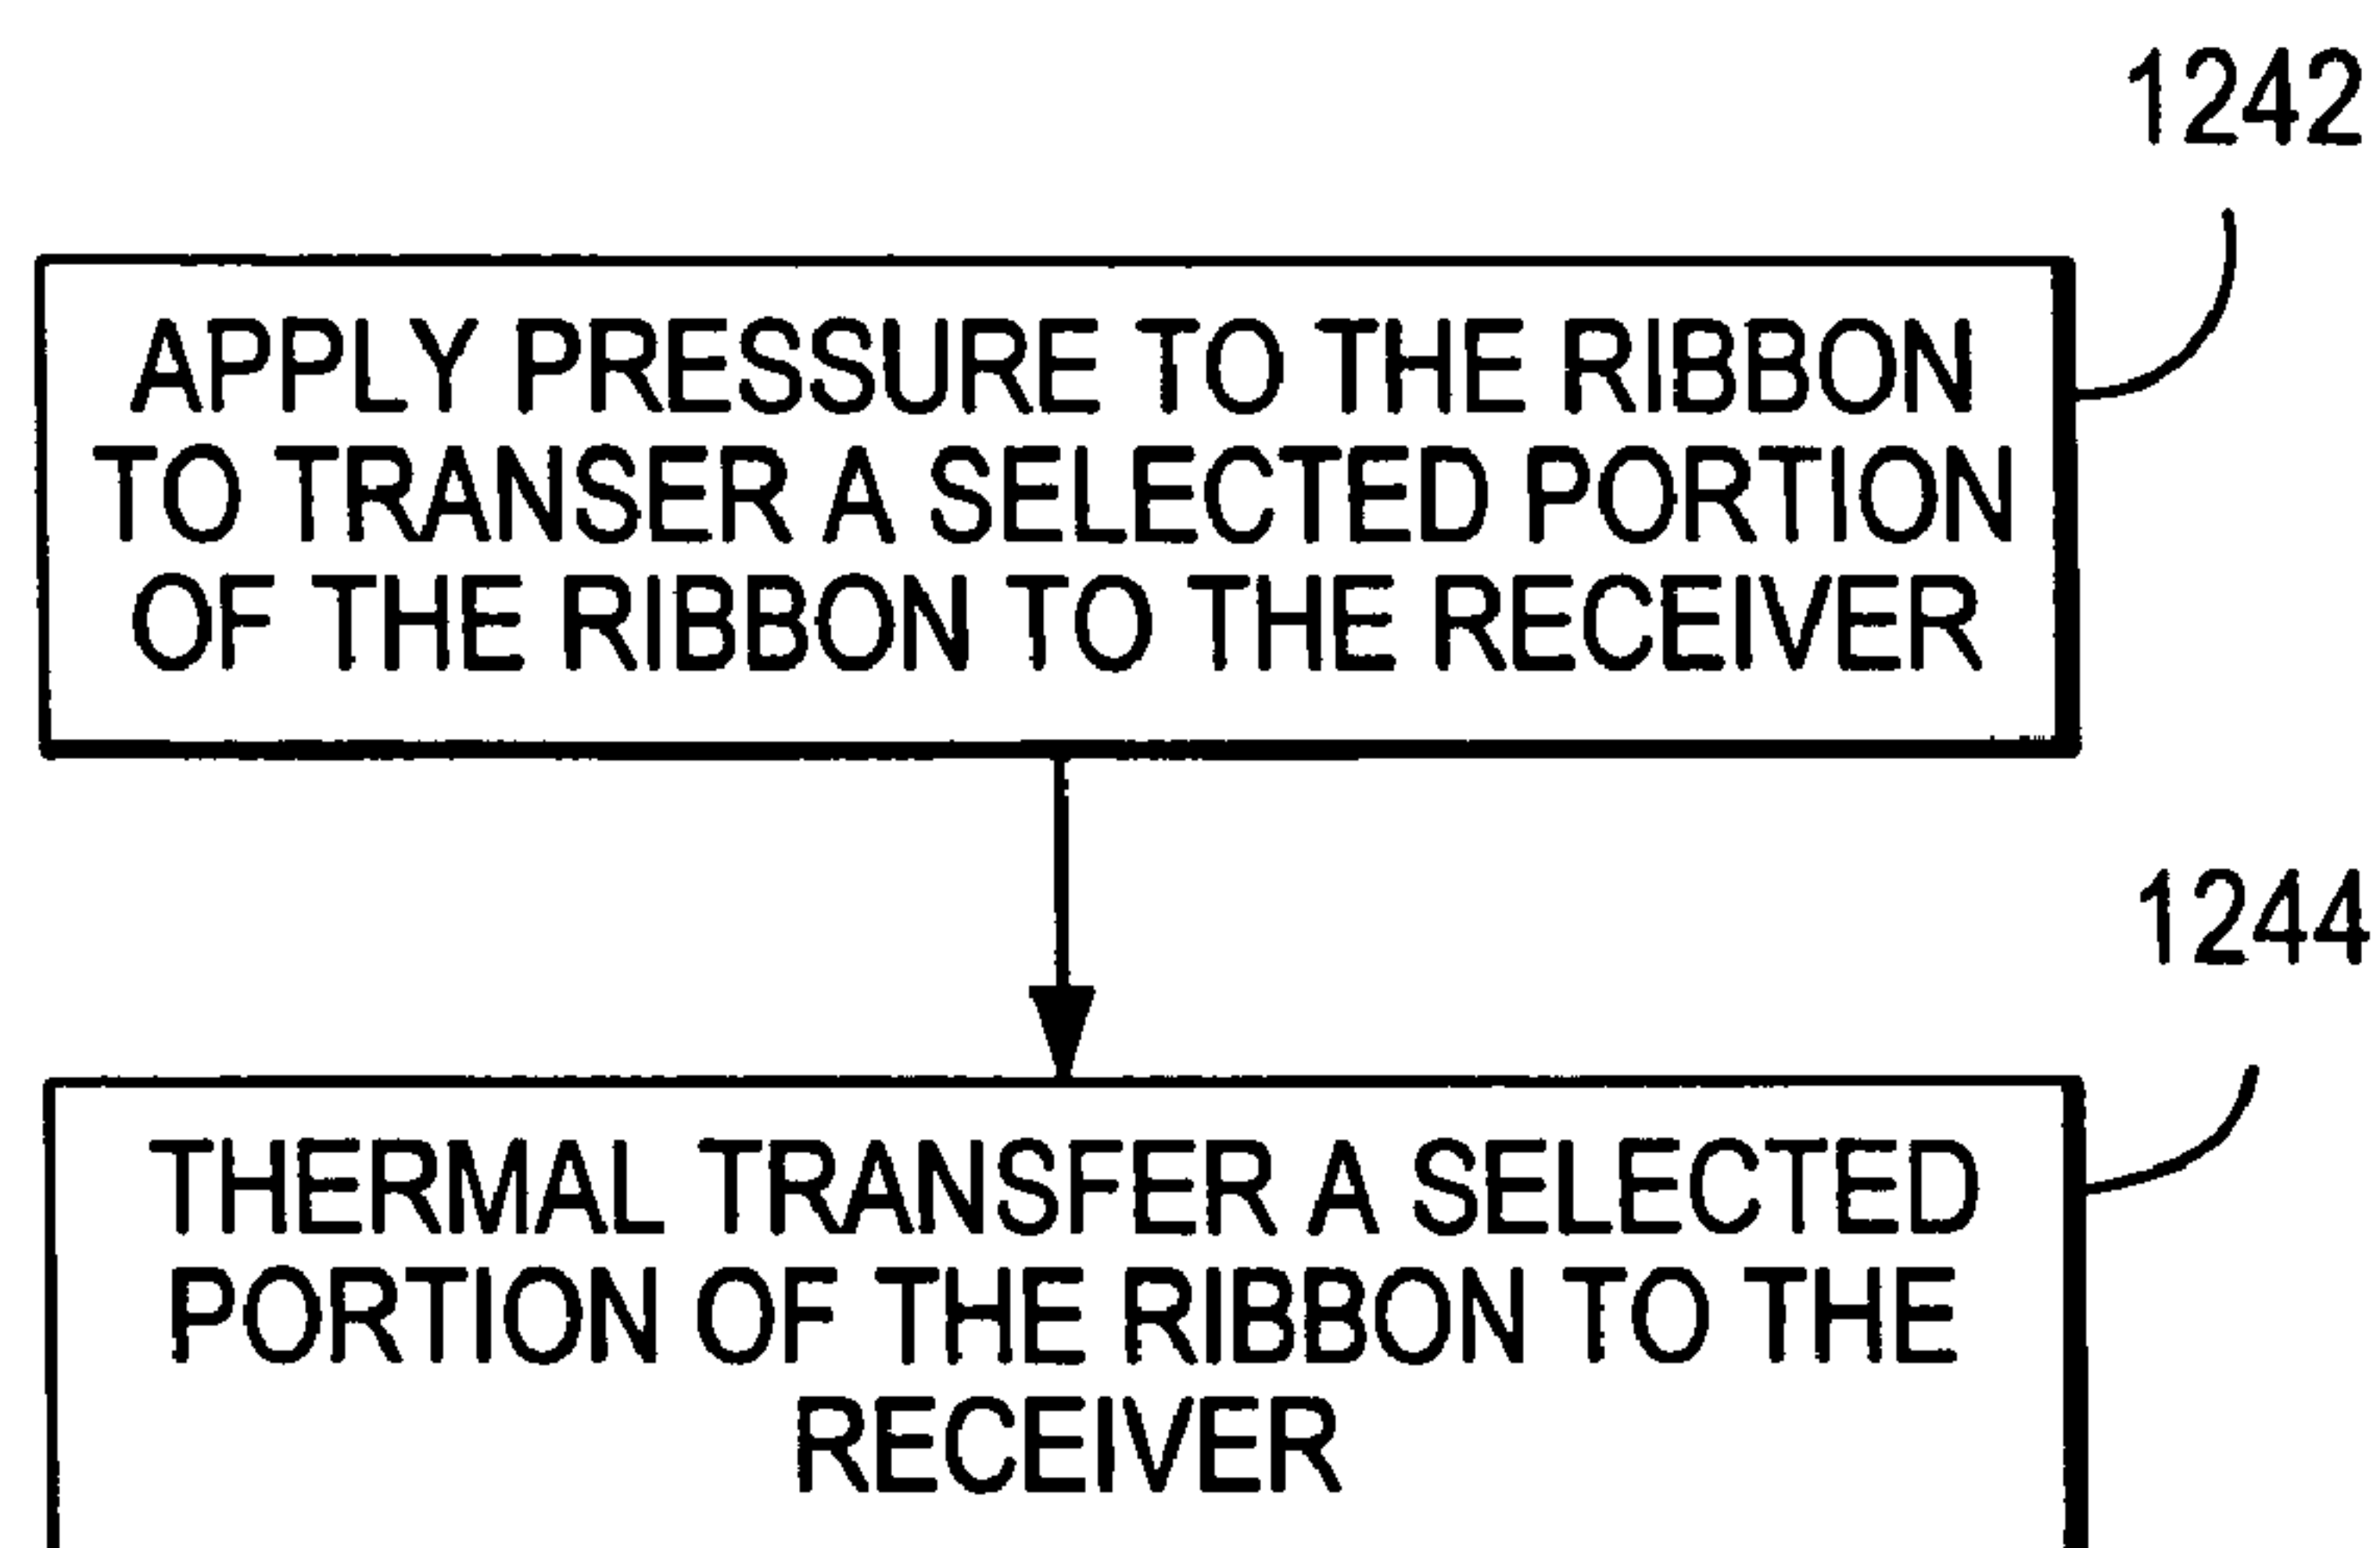 1242
APPLY PRESSURE TO THE RIBBON
TO TRANSER A SELECTED PORTION
OF THE RIBBON TO THE RECEIVER
1244
THERMAL TRANSFER A SELECTED
PORTION OF THE RIBBON TO THE
RECEIVER